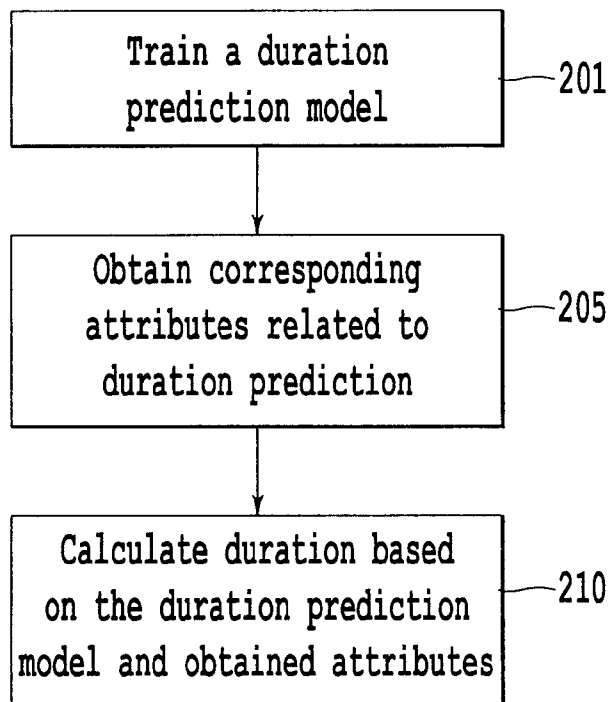 Train a duration
prediction model
201
Obtain corresponding
attributes related to
duration prediction
205
Calculate duration based
on the duration prediction
model and obtained attributes
210